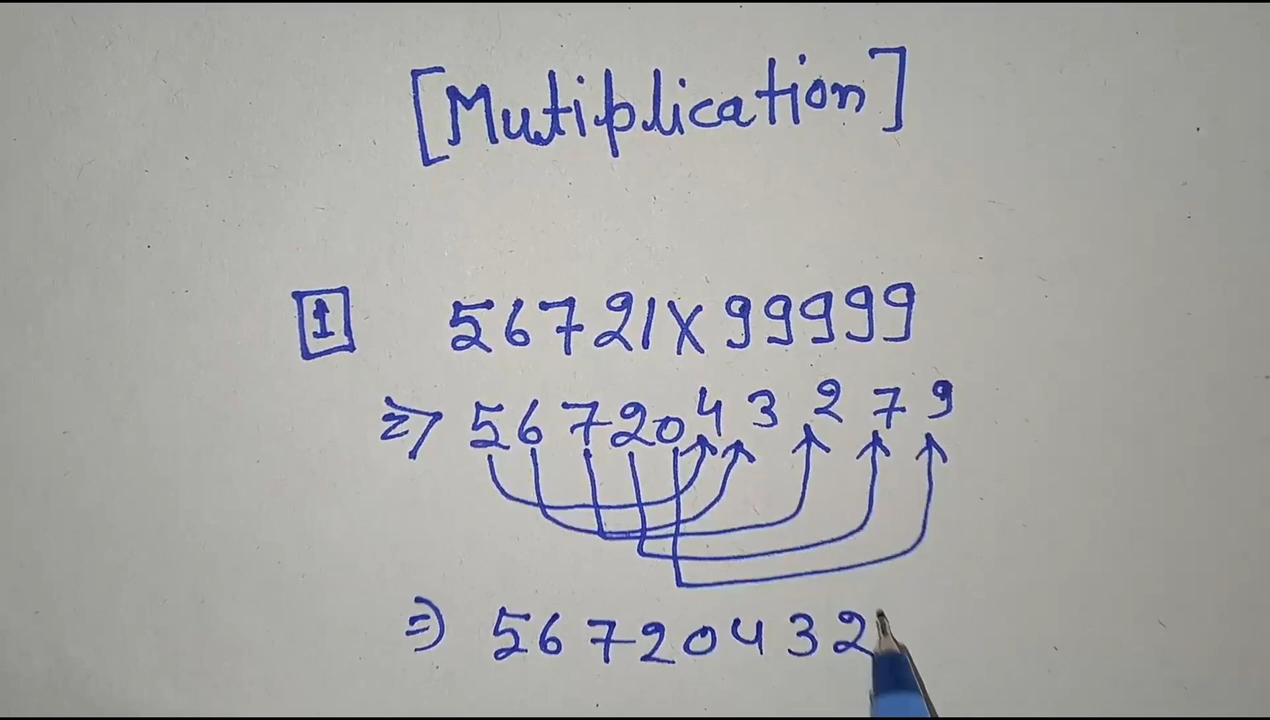 [Mutiplication]
1 56721X99999
⇒ 5672043279
⇒ 56720432